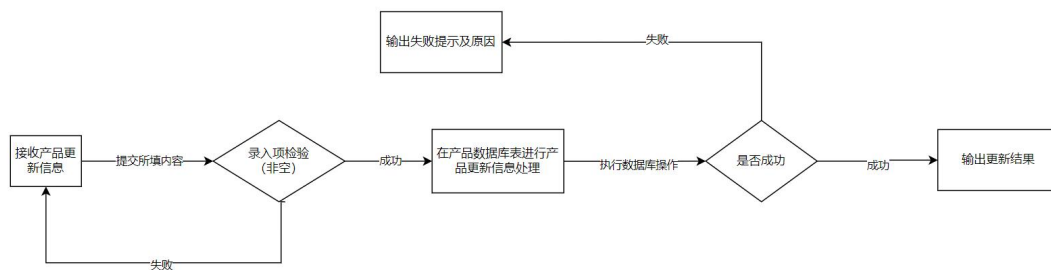 输出失败提示及原因
失败
接收产品更
新信息
提交所填内容
录入项检验
（非空）
成功
在产品数据库表进行产
品更新信息处理
执行数据库操作
是否成功
成功
输出更新结果
失败